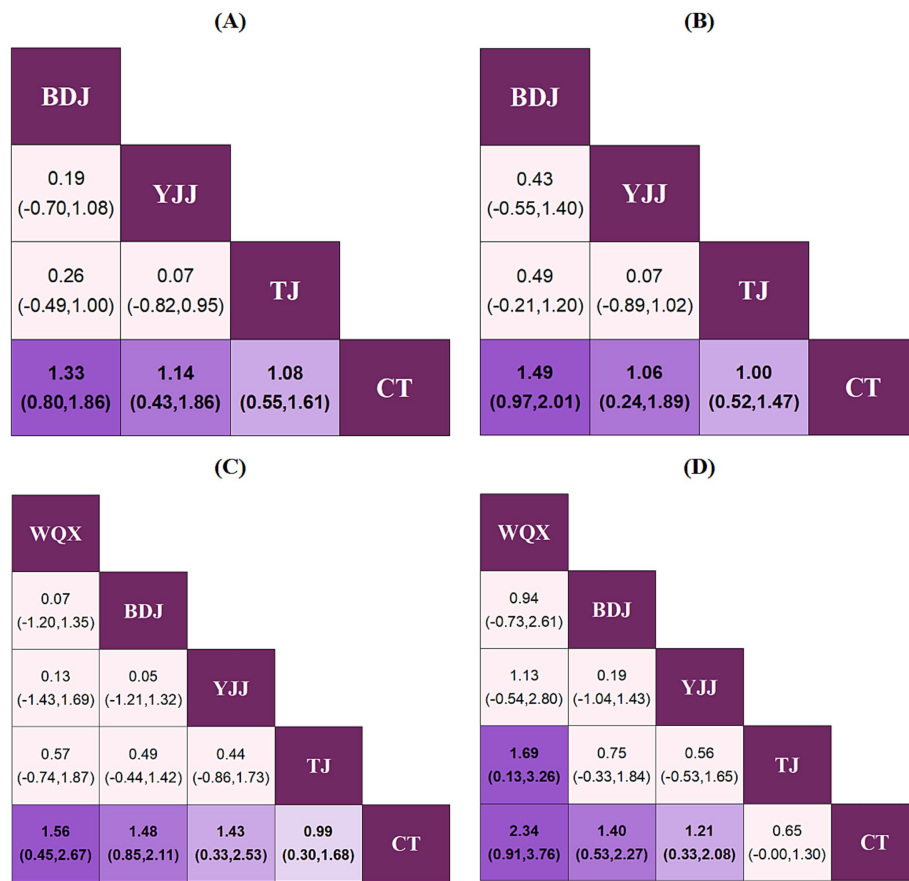 (A)
BDJ
0.19
(-0.70,1.08)
YJJ
0.26
(-0.49,1.00)
0.07
(-0.82,0.95)
TJ
1.33
(0.80,1.86)
1.14
(0.43,1.86)
1.08
(0.55,1.61)
CT
(B)
BDJ
0.43
(-0.55,1.40)
YJJ
0.49
(-0.21,1.20)
0.07
(-0.89,1.02)
TJ
1.49
(0.97,2.01)
1.06
(0.24,1.89)
1.00
(0.52,1.47)
CT
(C)
WQX
0.07
(-1.20,1.35)
BDJ
0.13
(-1.43,1.69)
0.05
(-1.21,1.32)
YJJ
0.57
(-0.74,1.87)
0.49
(-0.44,1.42)
0.44
(-0.86,1.73)
TJ
1.56
(0.45,2.67)
1.48
(0.85,2.11)
1.43
(0.33,2.53)
0.99
(0.30,1.68)
CT
(D)
WQX
0.94
(-0.73,2.61)
BDJ
1.13
(-0.54,2.80)
0.19
(-1.04,1.43)
YJJ
1.69
(0.13,3.26)
0.75
(-0.33,1.84)
0.56
(-0.53,1.65)
TJ
2.34
(0.91,3.76)
1.40
(0.53,2.27)
1.21
(0.33,2.08)
0.65
(-0.00,1.30)
CT